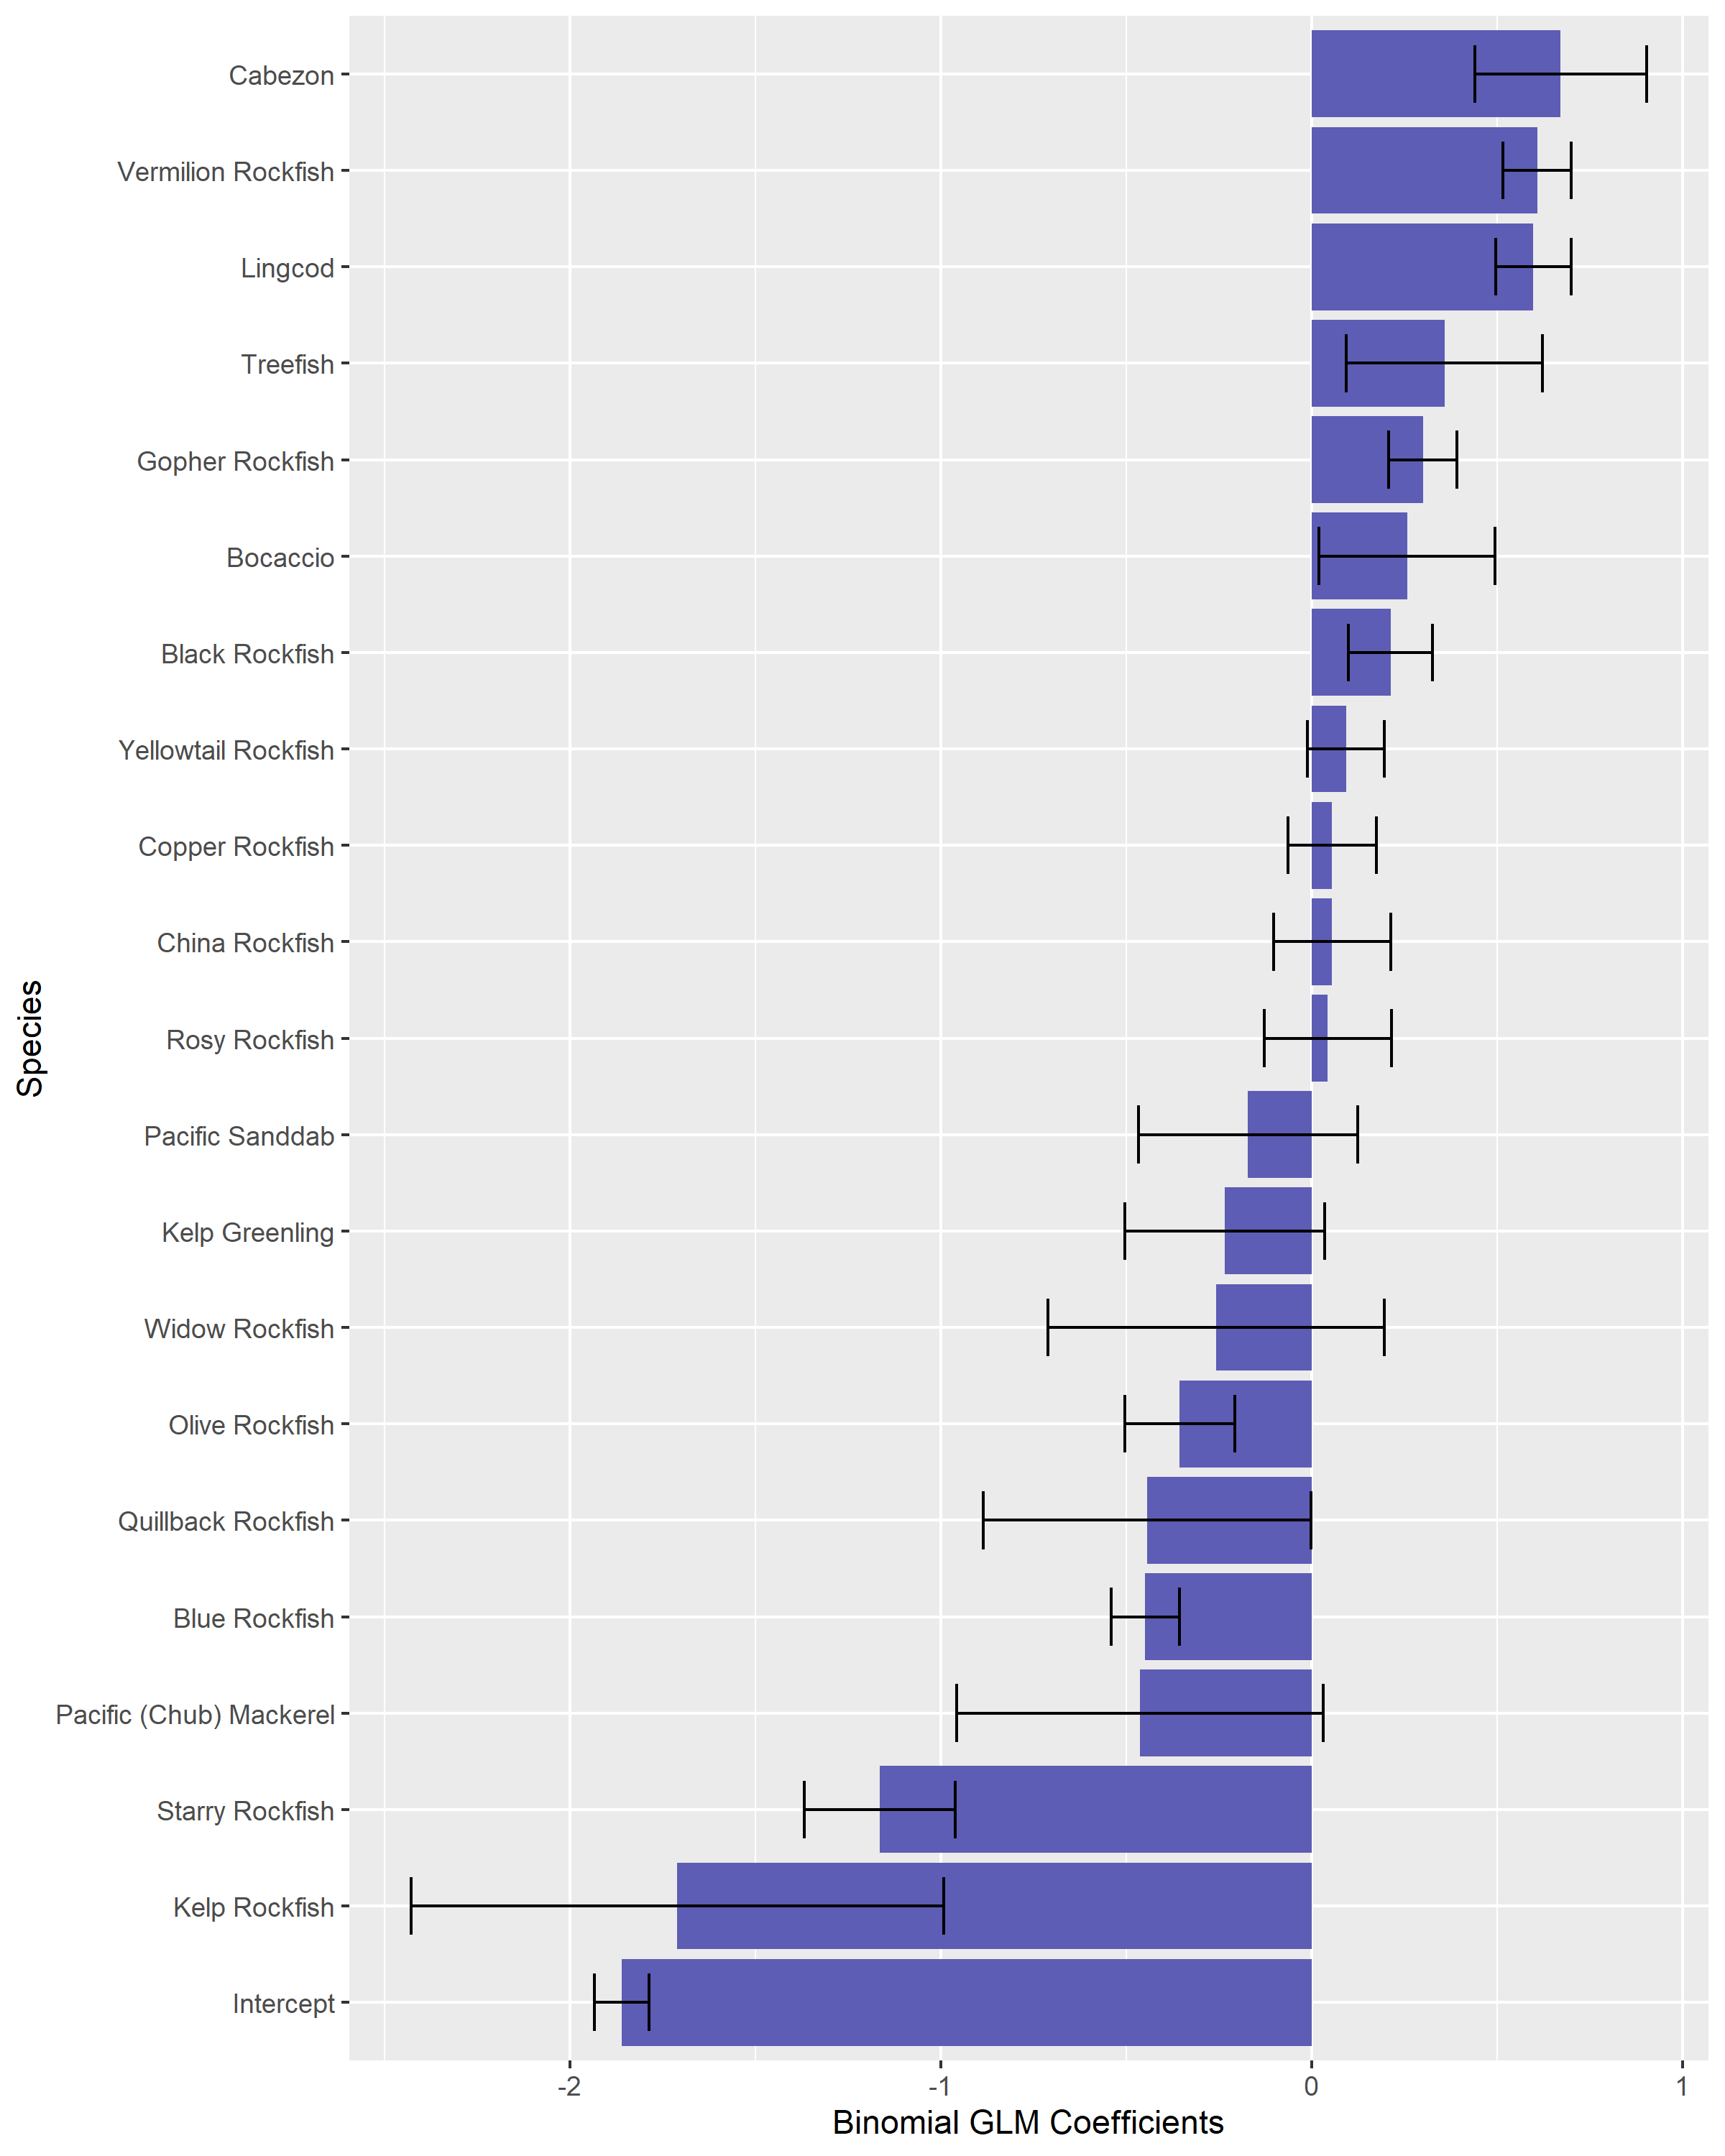 Species
Cabezon
Vermilion Rockfish
Lingcod
Treefish
Gopher Rockfish
Bocaccio
Black Rockfish
Yellowtail Rockfish
Copper Rockfish
China Rockfish
Rosy Rockfish
Pacific Sanddab
Kelp Greenling
Widow Rockfish
Olive Rockfish
Quillback Rockfish
Blue Rockfish
Pacific (Chub) Mackerel
Starry Rockfish
Kelp Rockfish
Intercept
-2 -1 0 1
Binomial GLM Coefficients